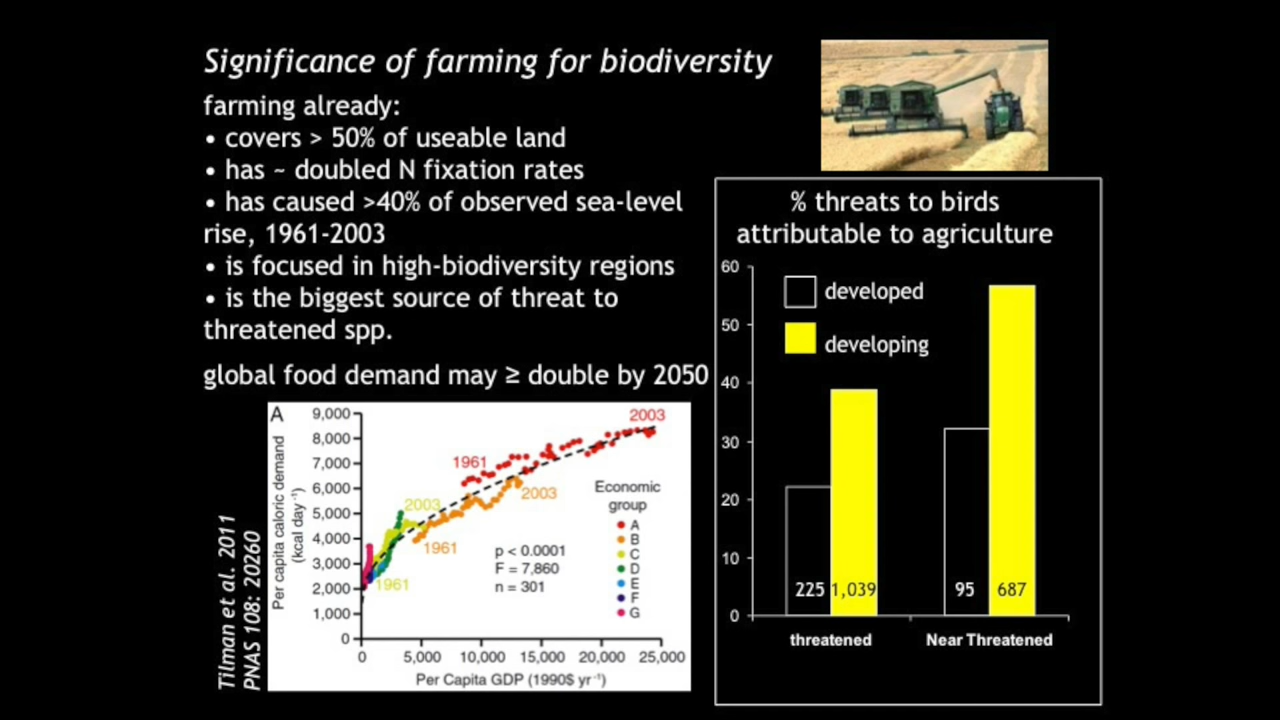 Significance of farming for biodiversity
farming already:
• covers > 50% of useable land
• has ~ doubled N fixation rates
• has caused >40% of observed sea-level
rise, 1961-2003
• is focused in high-biodiversity regions
• is the biggest source of threat to
threatened spp.
global food demand may ≥ double by 2050
Tilman et al. 2011
PNAS 108: 20260
A
Per capita caloric demand
(kcal day⁻¹)
9,000
8,000
7,000
6,000
5,000
4,000
3,000
2,000
1,000
0
2003
1961
2003
2003
1961
1961
Economic
group
A
B
C
D
E
F
G
p < 0.0001
F = 7,860
n = 301
0 5,000 10,000 15,000 20,000 25,000
Per Capita GDP (1990$ yr⁻¹)
% threats to birds
attributable to agriculture
60
50
40
30
20
10
0
developed
developing
225 1,039 95 687
threatened Near Threatened